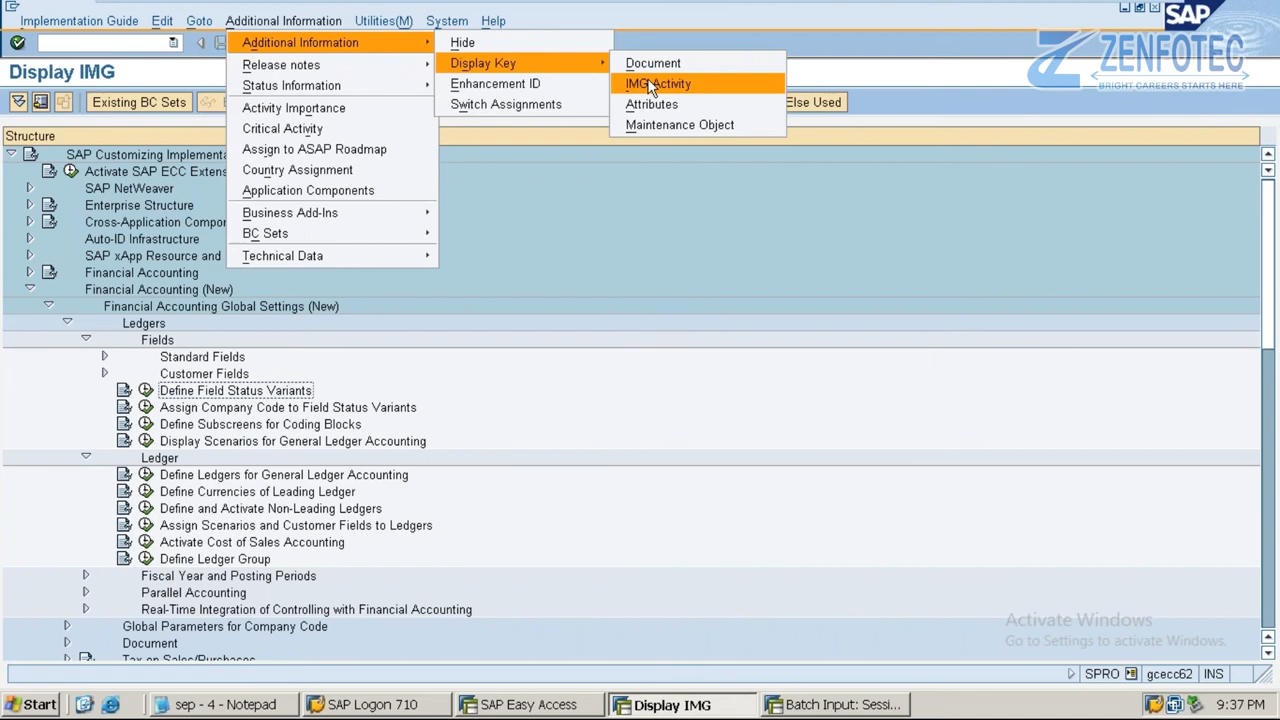 Implementation Guide Edit Goto Additional Information Utilities(M) System Help
SAP
ZENFOTEC
BRIGHT CAREERS STARTS HERE...
Additional Information
Release notes
Status Information
Activity Importance
Critical Activity
Assign to ASAP Roadmap
Country Assignment
Application Components
Business Add-Ins
BC Sets
Technical Data
Hide
Display Key
Enhancement ID
Switch Assignments
Document
IMG Activity
Attributes
Maintenance Object
Display IMG
Existing BC Sets
Else Used
Structure
SAP Customizing Implementa
Activate SAP ECC Extens
SAP NetWeaver
Enterprise Structure
Cross-Application Compor
Auto-ID Infrastructure
SAP xApp Resource and
Financial Accounting
Financial Accounting (New)
Financial Accounting Global Settings (New)
Ledgers
Fields
Standard Fields
Customer Fields
Define Field Status Variants
Assign Company Code to Field Status Variants
Define Subscreens for Coding Blocks
Display Scenarios for General Ledger Accounting
Ledger
Define Ledgers for General Ledger Accounting
Define Currencies of Leading Ledger
Define and Activate Non-Leading Ledgers
Assign Scenarios and Customer Fields to Ledgers
Activate Cost of Sales Accounting
Define Ledger Group
Fiscal Year and Posting Periods
Parallel Accounting
Real-Time Integration of Controlling with Financial Accounting
Global Parameters for Company Code
Document
Tax on Sales/Purchases
Activate Windows
Go to Settings to activate Windows.
SPRO gcecc62 INS
Start sep - 4 - Notepad SAP Logon 710 SAP Easy Access Display IMG Batch Input: Sessi... 9:37 PM